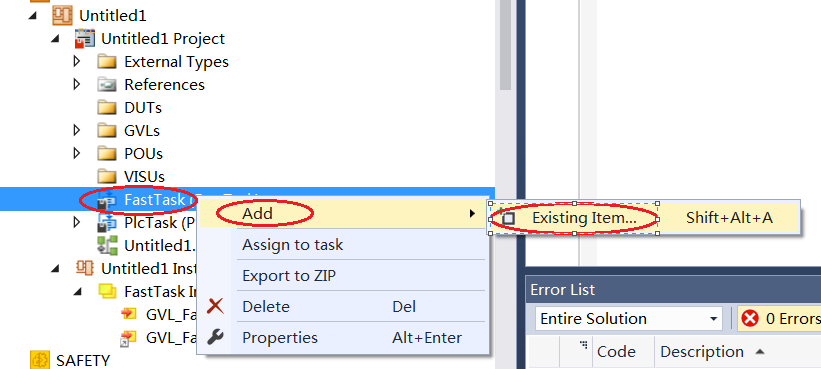 Untitled1
Untitled1 Project
External Types
References
DUTs
GVLs
POUs
VISUs
FastTask
Add
Existing Item... Shift+Alt+A
PlcTask (P
Assign to task
Untitled1.
Untitled1 Inst
Export to ZIP
FastTask In
Delete Del
GVL_Fa
Properties Alt+Enter
GVL_Fa
SAFETY
Error List
Entire Solution
0 Errors
Code Description